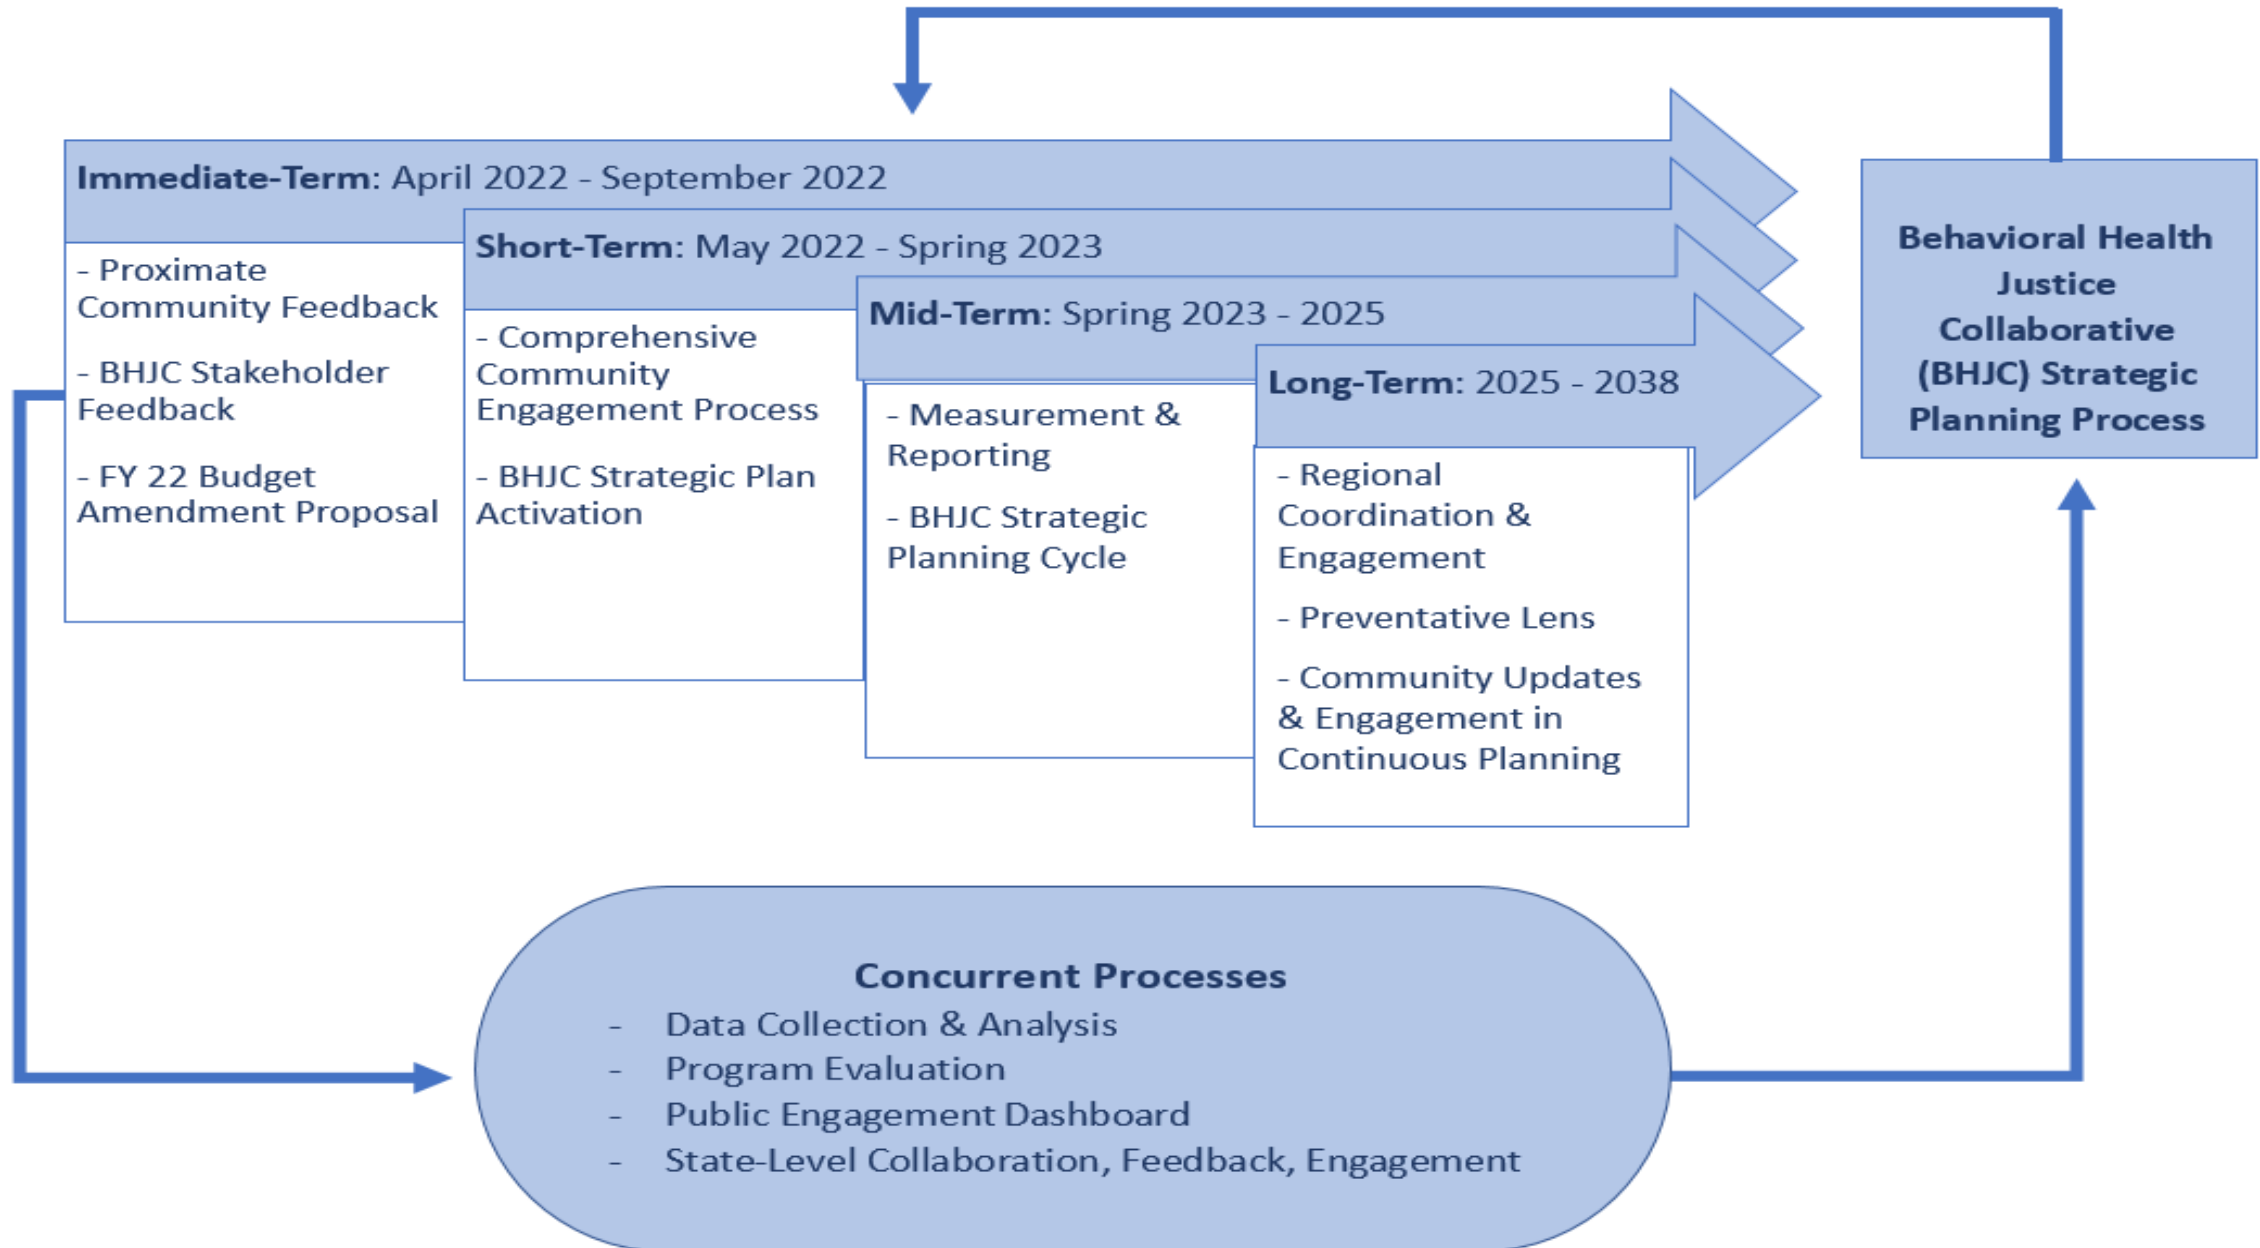 Immediate-Term: April 2022 - September 2022
- Proximate
Community Feedback
- BHJC Stakeholder
Feedback
- FY 22 Budget
Amendment Proposal
Short-Term: May 2022 - Spring 2023
- Comprehensive
Community
Engagement Process
- BHJC Strategic Plan
Activation
Mid-Term: Spring 2023 - 2025
- Measurement &
Reporting
- BHJC Strategic
Planning Cycle
Long-Term: 2025 - 2038
- Regional
Coordination &
Engagement
- Preventative Lens
- Community Updates
& Engagement in
Continuous Planning
Behavioral Health
Justice
Collaborative
(BHJC) Strategic
Planning Process
Concurrent Processes
- Data Collection & Analysis
- Program Evaluation
- Public Engagement Dashboard
- State-Level Collaboration, Feedback, Engagement